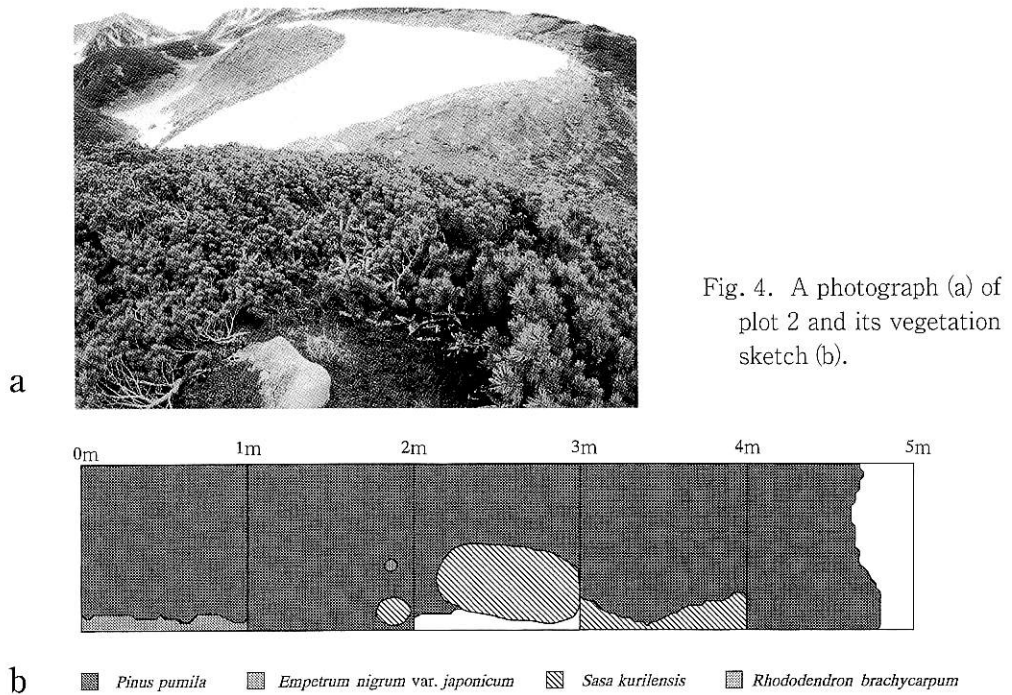 Fig. 4. A photograph (a) of
plot 2 and its vegetation
sketch (b).
a
0m 1m 2m 3m 4m 5m
b
Pinus pumila Empetrum nigrum var. japonicum Sasa kurilensis Rhododendron brachycarpum